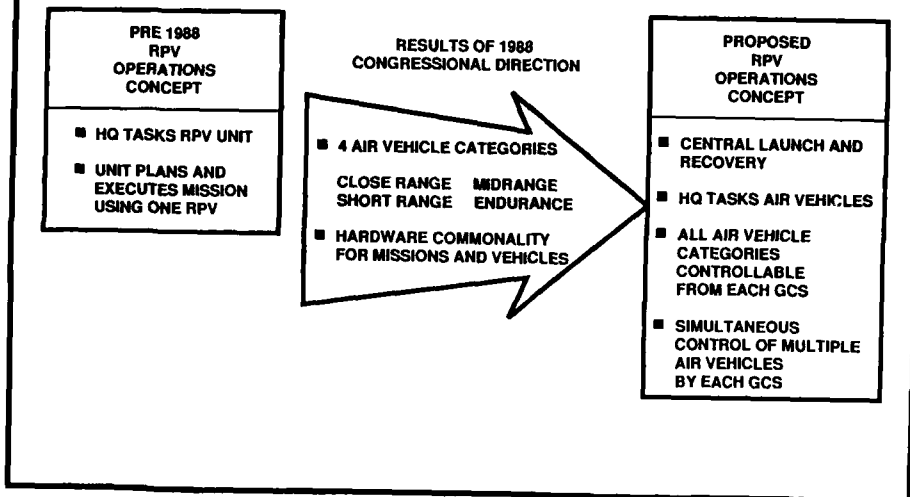 PRE 1988
RPV
OPERATIONS
CONCEPT
■ HQ TASKS RPV UNIT
■ UNIT PLANS AND
EXECUTES MISSION
USING ONE RPV
RESULTS OF 1988
CONGRESSIONAL DIRECTION
■ 4 AIR VEHICLE CATEGORIES
CLOSE RANGE MIDRANGE
SHORT RANGE ENDURANCE
■ HARDWARE COMMONALITY
FOR MISSIONS AND VEHICLES
PROPOSED
RPV
OPERATIONS
CONCEPT
■ CENTRAL LAUNCH AND
RECOVERY
■ HQ TASKS AIR VEHICLES
■ ALL AIR VEHICLE
CATEGORIES
CONTROLLABLE
FROM EACH GCS
■ SIMULTANEOUS
CONTROL OF MULTIPLE
AIR VEHICLES
BY EACH GCS